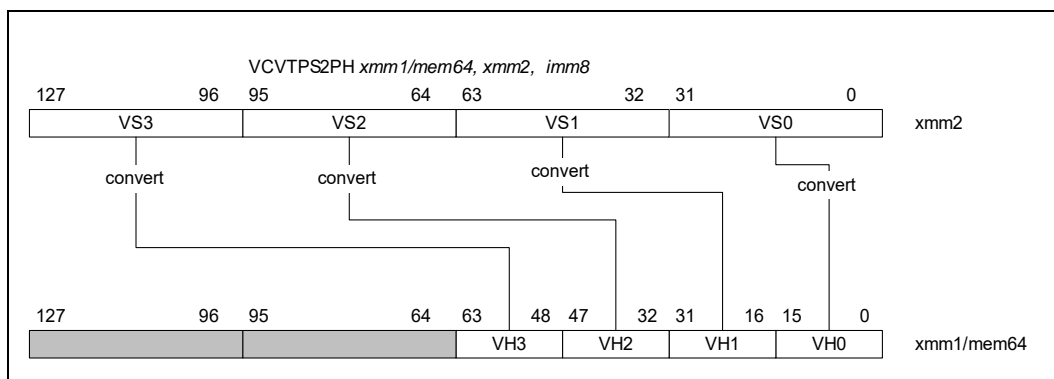 VCVTPS2PH xmm1/mem64, xmm2, imm8
127 96 95 64 63 32 31 0
VS3 VS2 VS1 VS0 xmm2
convert convert convert convert
127 96 95 64 63 48 47 32 31 16 15 0
VH3 VH2 VH1 VH0 xmm1/mem64